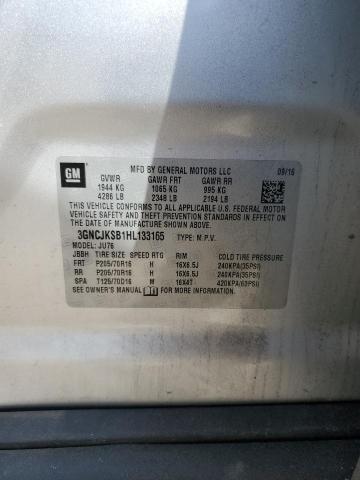 GM
MFD BY GENERAL MOTORS LLC 09/16
GVWR GAWR FRT GAWR RR
1944 KG 1065 KG 995 KG
4286 LB 2348 LB 2194 LB
THIS VEHICLE CONFORMS TO ALL
APPLICABLE U.S. FEDERAL MOTOR
VEHICLE SAFETY, BUMPER, AND
THEFT PREVENTION STANDARDS
IN EFFECT ON THE DATE OF
MANUFACTURE SHOWN ABOVE.
3GNCJKSB1HL133165 TYPE: M.P.V.
MODEL: JU76
JBBH TIRE SIZE SPEED RTG RIM COLD TIRE PRESSURE
FRT P205/70R16 H 16X6.5J 240KPA(35PSI)
RR P205/70R16 H 16X6.5J 240KPA(35PSI)
SPA T125/70D16 M 16X4T 420KPA(60PSI)
SEE OWNER'S MANUAL FOR MORE INFORMATION.